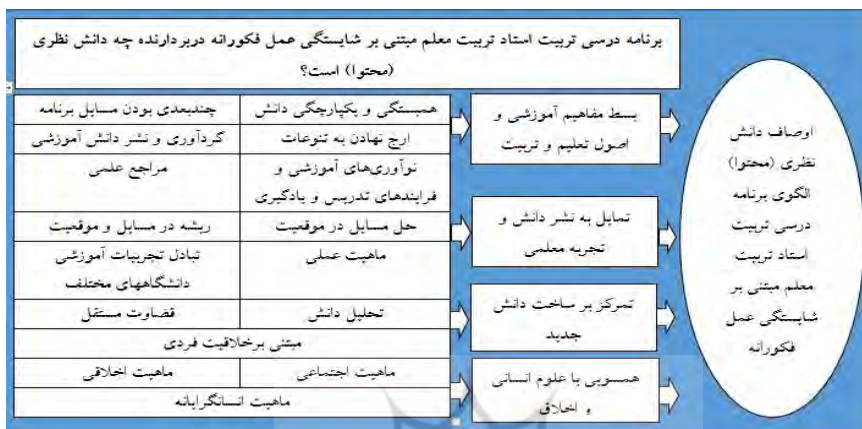 برنامه درسی تربیت استاد تربیت معلم مبتنی بر شایستگی عمل فکورانه دربردارنده چه دانش نظری
(محتوا) است؟
همبستگی و یکپارچگی دانش
چندبعدی بودن مسایل برنامه
ارج نهادن به تنوعات
گردآوری و نشر دانش آموزشی
نوآوری‌های آموزشی و
فرایندهای تدریس و یادگیری
مراجع علمی
حل مسایل در موقعیت
ریشه در مسایل و موقعیت
ماهیت عملی
تبادل تجربیات آموزشی
دانشگاههای مختلف
تحلیل دانش
قضاوت مستقل
مبتنی برخلاقیت فردی
ماهیت اجتماعی
ماهیت اخلاقی
ماهیت انسانگرایانه
بسط مفاهیم آموزشی و
اصول تعلیم و تربیت
تمایل به نشر دانش و
تجربه معلمی
تمرکز بر ساخت دانش
جدید
همسویی با علوم انسانی
و اخلاق
اوصاف دانش
نظری (محتوا)
الگوی برنامه
درسی تربیت
استاد تربیت
معلم مبتنی بر
شایستگی عمل
فکورانه